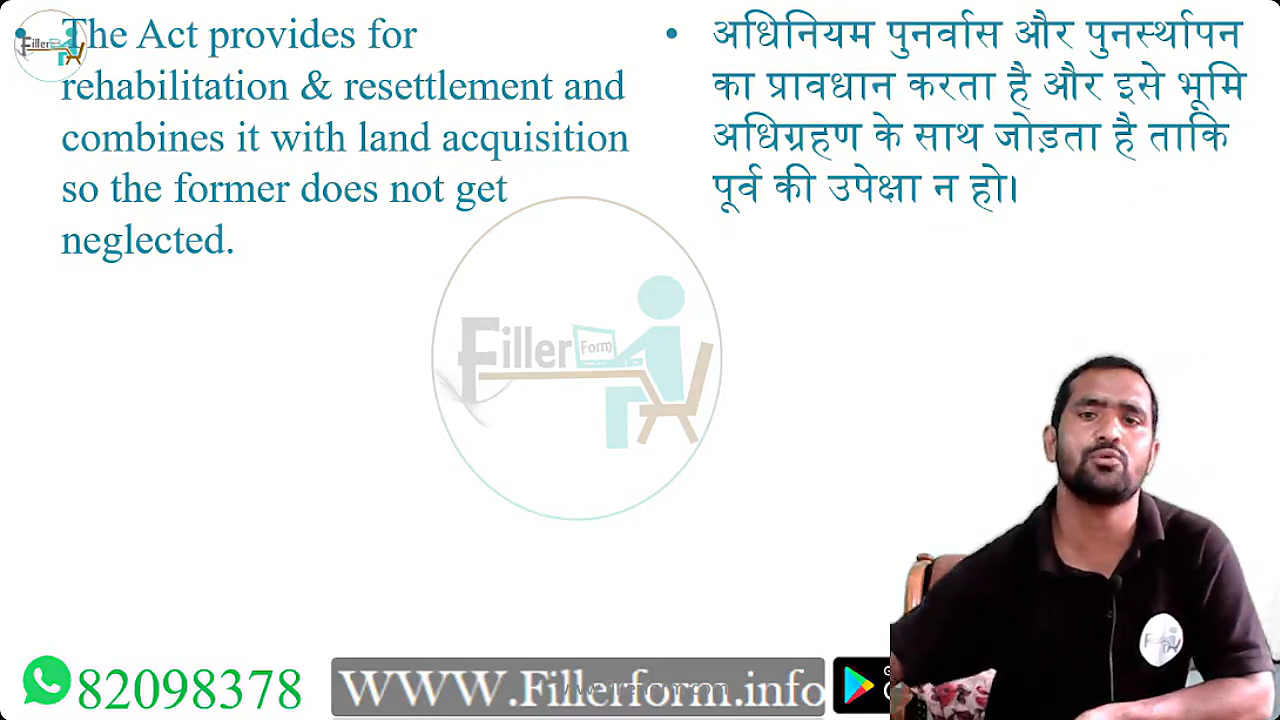 The Act provides for
rehabilitation & resettlement and
combines it with land acquisition
so the former does not get
neglected.
अधिनियम पुनर्वास और पुनर्स्थापन
का प्रावधान करता है और इसे भूमि
अधिग्रहण के साथ जोड़ता है ताकि
पूर्व की उपेक्षा न हो।
Filler Form
82098378
WWW.Fillerform.info